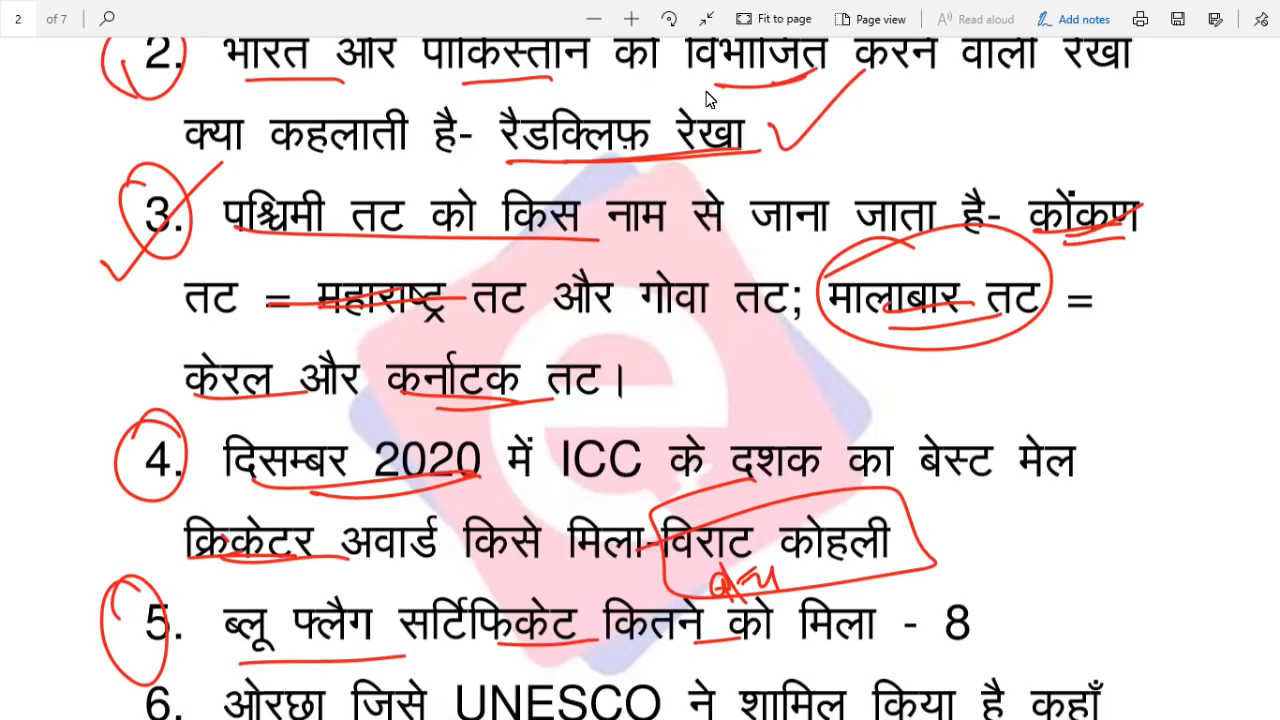 2 of 7 Fit to page Page view Read aloud Add notes
2. भारत और पाकिस्तान को विभाजित करने वाली रेखा
क्या कहलाती है- रैडक्लिफ़ रेखा
3. पश्चिमी तट को किस नाम से जाना जाता है- कोंकण
तट = महाराष्ट्र तट और गोवा तट; मालाबार तट =
केरल और कर्नाटक तट।
4. दिसम्बर 2020 में ICC के दशक का बेस्ट मेल
क्रिकेटर अवार्ड किसे मिला-विराट कोहली
5. ब्लू फ्लैग सर्टिफिकेट कितने को मिला - 8
6. ओरछा जिसे UNESCO ने शामिल किया है कहाँ